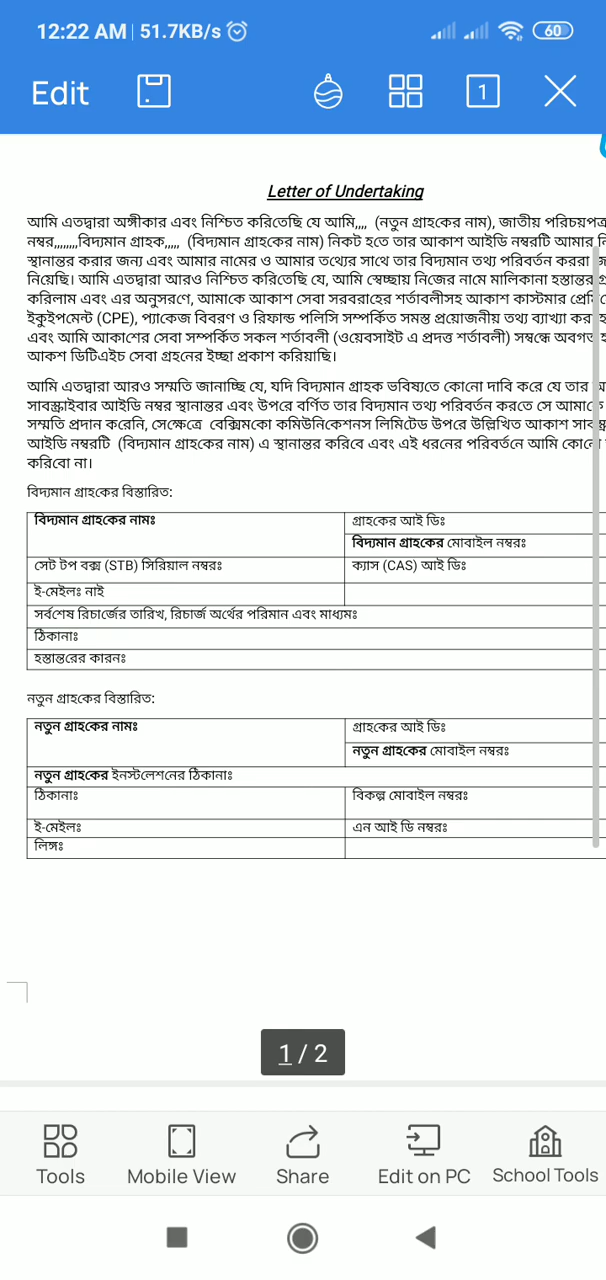 12:22 AM | 51.7KB/s 60
Edit 1
Letter of Undertaking
আমি এতদ্বারা অঙ্গীকার এবং নিশ্চিত করিতেছি যে আমি,,,, (নতুন গ্রাহকের নাম), জাতীয় পরিচয়পত্র
নম্বর,,,,,,,,বিদ্যমান গ্রাহক,,,,, (বিদ্যমান গ্রাহকের নাম) নিকট হতে তার আকাশ আইডি নম্বরটি আমার
স্থানান্তর করার জন্য এবং আমার নামের ও আমার তথ্যের সাথে তার বিদ্যমান তথ্য পরিবর্তন কররা
নিয়েছি। আমি এতদ্বারা আরও নিশ্চিত করিতেছি যে, আমি স্বেচ্ছায় নিজের নামে মালিকানা হস্তান্তর
করিলাম এবং এর অনুসরণে, আমাকে আকাশ সেবা সরবরাহের শর্তাবলীসহ আকাশ কাস্টমার
ইকুইপমেন্ট (CPE), প্যাকেজ বিবরণ ও রিফান্ড পলিসি সম্পর্কিত সমস্ত প্রয়োজনীয় তথ্য ব্যাখ্যা
এবং আমি আকাশের সেবা সম্পর্কিত সকল শর্তাবলী (ওয়েবসাইট এ প্রদত্ত শর্তাবলী) সম্বন্ধে অবগত
আকশ ডিটিএইচ সেবা গ্রহনের ইচ্ছা প্রকাশ করিয়াছি।
আমি এতদ্বারা আরও সম্মতি জানাচ্ছি যে, যদি বিদ্যমান গ্রাহক ভবিষ্যতে কোনো দাবি করে যে তার
সাবস্ক্রাইবার আইডি নম্বর স্থানান্তর এবং উপরে বর্ণিত তার বিদ্যমান তথ্য পরিবর্তন করতে সে আমাকে
সম্মতি প্রদান করেনি, সেক্ষেত্রে বেক্সিমকো কমিউনিকেশনস লিমিটেড উপরে উল্লিখিত আকাশ
আইডি নম্বরটি (বিদ্যমান গ্রাহকের নাম) এ স্থানান্তর করিবে এবং এই ধরনের পরিবর্তনে আমি কোনো
করিবো না।
বিদ্যমান গ্রাহকের বিস্তারিত:
বিদ্যমান গ্রাহকের নামঃ গ্রাহকের আই ডিঃ
বিদ্যমান গ্রাহকের মোবাইল নম্বরঃ
সেট টপ বক্স (STB) সিরিয়াল নম্বরঃ ক্যাস (CAS) আই ডিঃ
ই-মেইলঃ নাই
সর্বশেষ রিচার্জের তারিখ, রিচার্জ অর্থের পরিমান এবং মাধ্যমঃ
ঠিকানাঃ
হস্তান্তরের কারনঃ
নতুন গ্রাহকের বিস্তারিত:
নতুন গ্রাহকের নামঃ গ্রাহকের আই ডিঃ
নতুন গ্রাহকের মোবাইল নম্বরঃ
নতুন গ্রাহকের ইনস্টলেশনের ঠিকানাঃ
ঠিকানাঃ বিকল্প মোবাইল নম্বরঃ
ই-মেইলঃ এন আই ডি নম্বরঃ
লিঙ্গঃ
1 / 2
Tools Mobile View Share Edit on PC School Tools